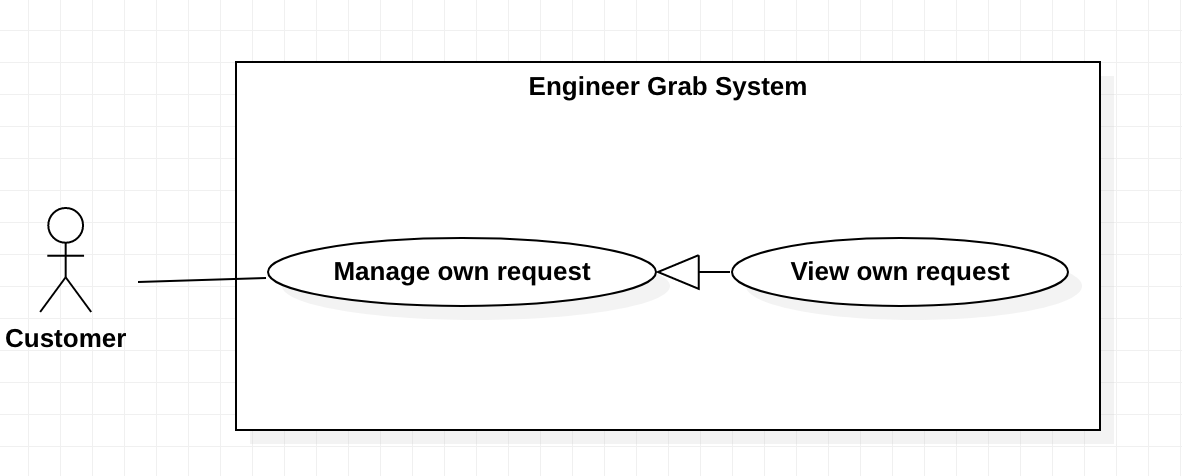 Engineer Grab System
Manage own request
View own request
Customer